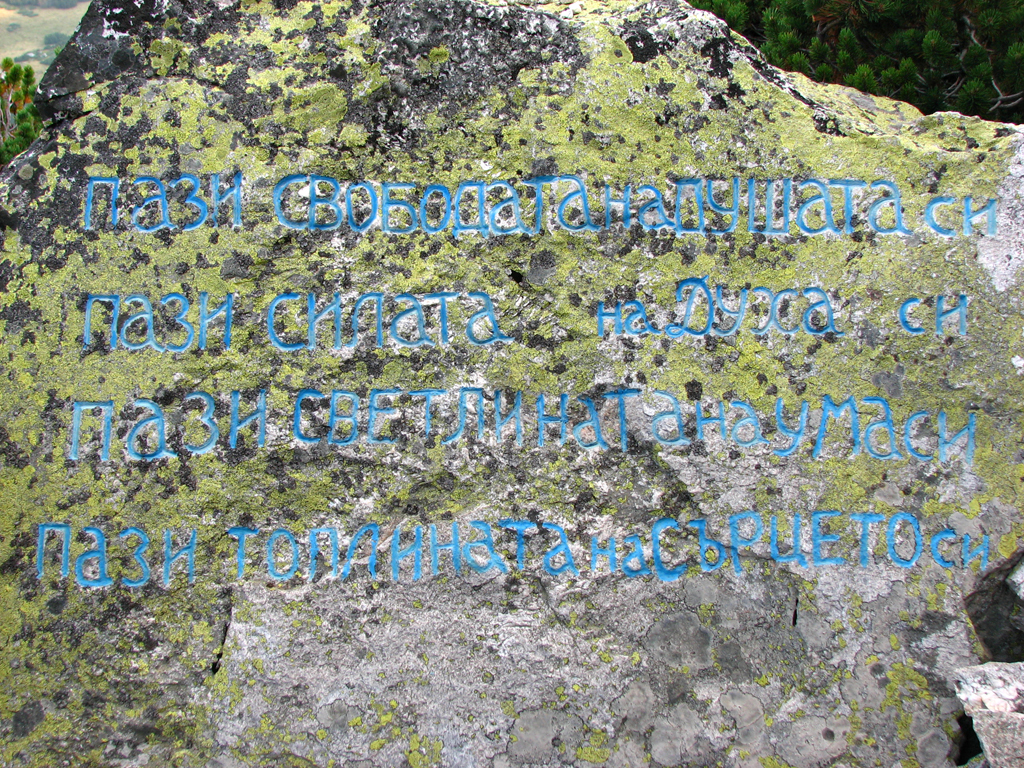 пази свободата на душата си
пази силата на Духа си
пази светлината на ума си
пази топлината на сърцето си